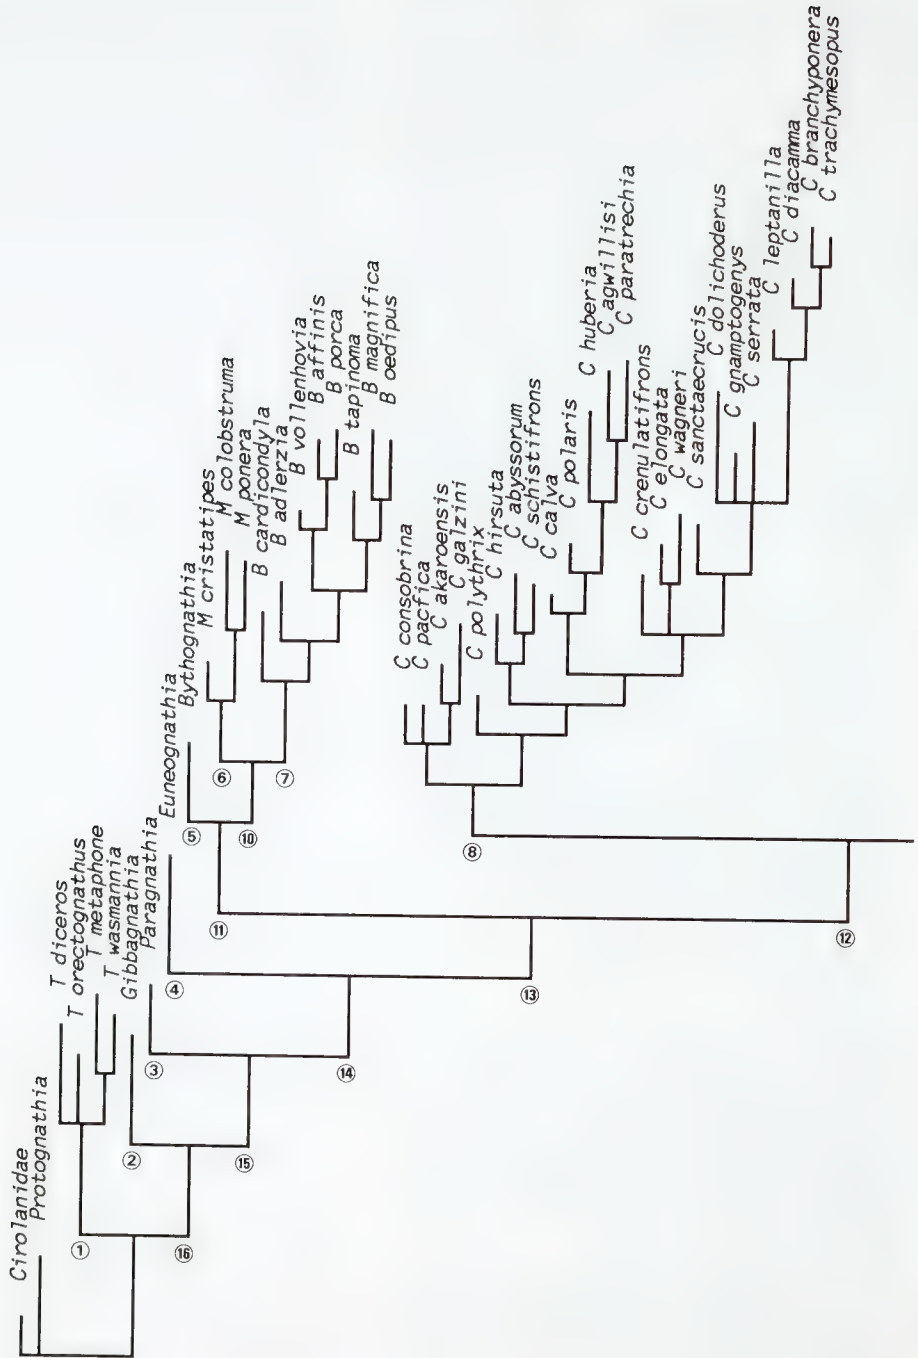 Cirolanidae
Protognathia
T diceros
T orectognathus
T metaphone
T wasmannia
Gibbagnathia
Paragnathia
Euneognathia
Bythognathia
M cristatipes
M colobstruma
M ponera
B cardicondyla
B adlerzia
B vollenhovia
B affinis
B porca
B tapinoma
B magnifica
B oedipus
C consobrina
C pacfica
C akaroensis
C galzini
C polythrix
C hirsuta
C abyssorum
C schistifrons
C calva
C polaris
C huberia
C agwillisi
C paratrechia
C crenulatifrons
C elongata
C wagneri
C sanctaecrucis
C dolichoderus
C gnamptogenys
C serrata
C leptanilla
C diacamma
C branchyponera
C trachymesopus
1
16
2
15
3
14
4
13
5
10
6
7
11
8
12